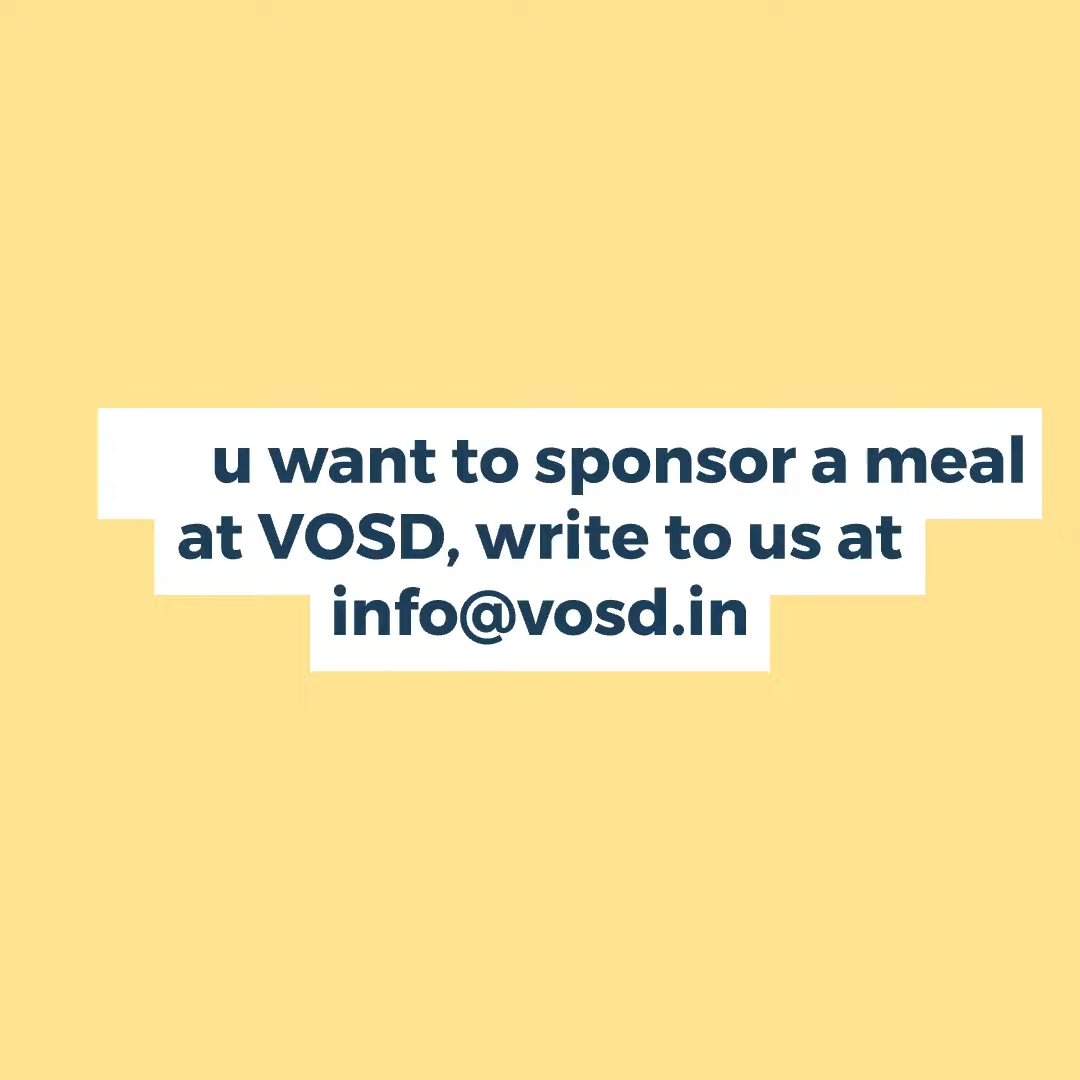 u want to sponsor a meal
at VOSD, write to us at
info@vosd.in